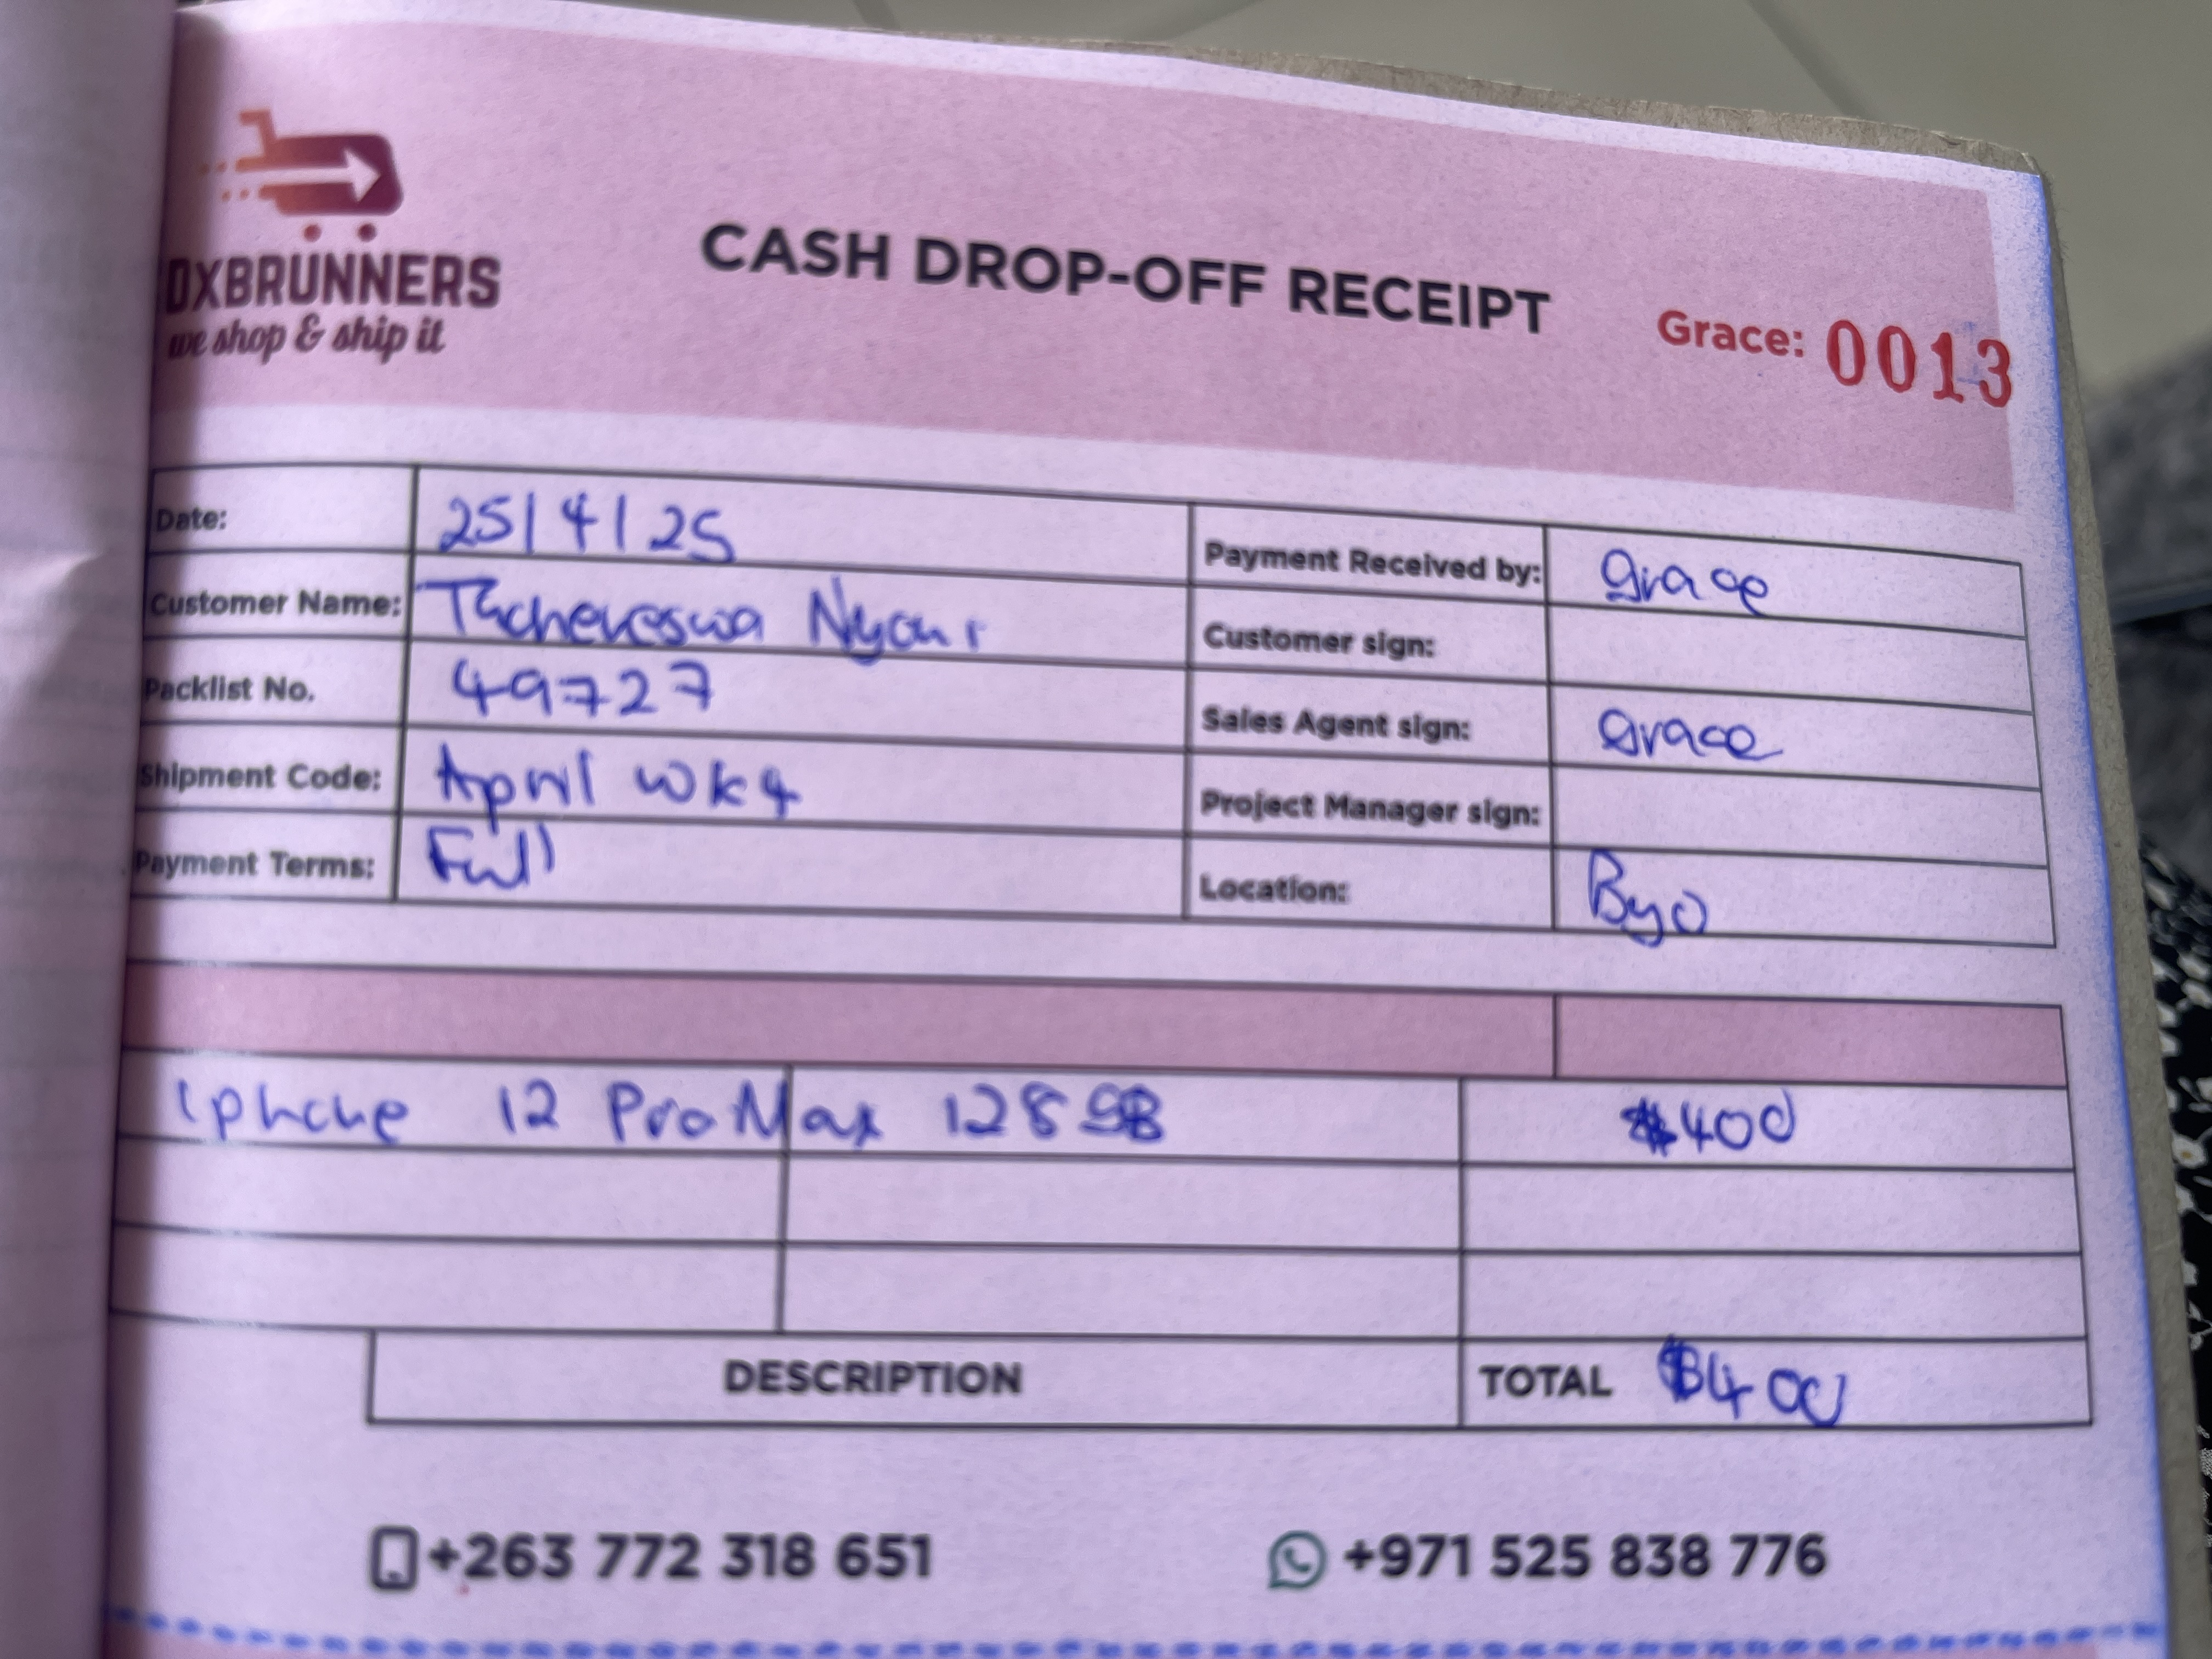 DXBRUNNERS
we shop & ship it
CASH DROP-OFF RECEIPT
Grace: 0013
Date: 25/4/25
Payment Received by: Grace
Customer Name: Nyoni
Customer sign:
Packlist No. 49727
Sales Agent sign: Grace
Shipment Code: April wk4
Project Manager sign:
Payment Terms: Full
Location: Byo
Iphone 12 Pro Max 128GB $400
DESCRIPTION TOTAL $400
+263 772 318 651 +971 525 838 776